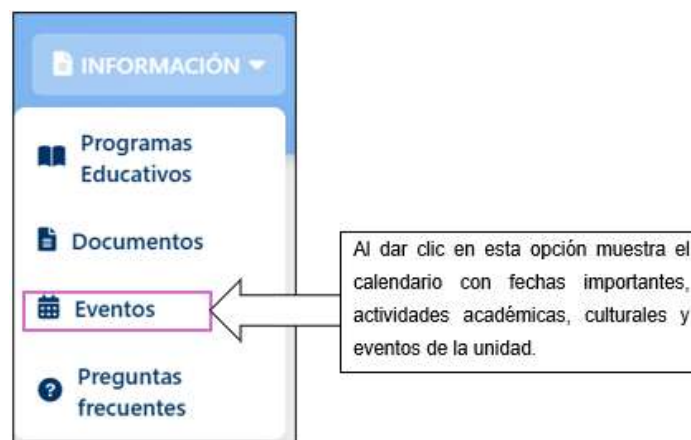 INFORMACIÓN
Programas
Educativos
Documentos
Eventos
Preguntas
frecuentes
Al dar clic en esta opción muestra el
calendario con fechas importantes,
actividades académicas, culturales y
eventos de la unidad.